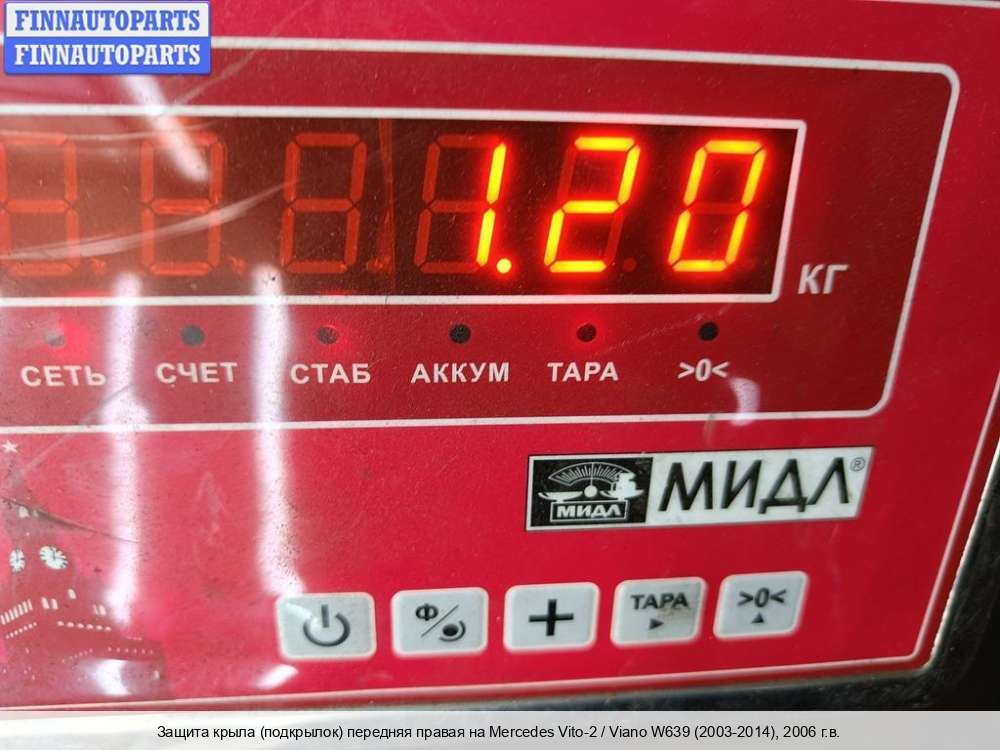 FINNAUTOPARTS
FINNAUTOPARTS
1.20
КГ
СЕТЬ СЧЕТ СТАБ АККУМ ТАРА >0<
МИДЛ МИДЛ®
Ф ТАРА >0<
Защита крыла (подкрылок) передняя правая на Mercedes Vito-2 / Viano W639 (2003-2014), 2006 г.в.